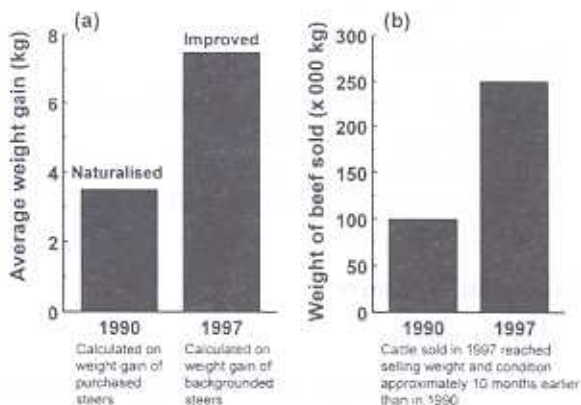 (a)
Average weight gain (kg)
8
6
4
2
0
Naturalised
Improved
1990
1997
Calculated on
weight gain of
purchased
steers
Calculated on
weight gain of
backgrounded
steers
(b)
Weight of beef sold (x 000 kg)
300
250
200
150
100
50
0
1990
1997
Cattle sold in 1997 reached
selling weight and condition
approximately 10 months earlier
than in 1990